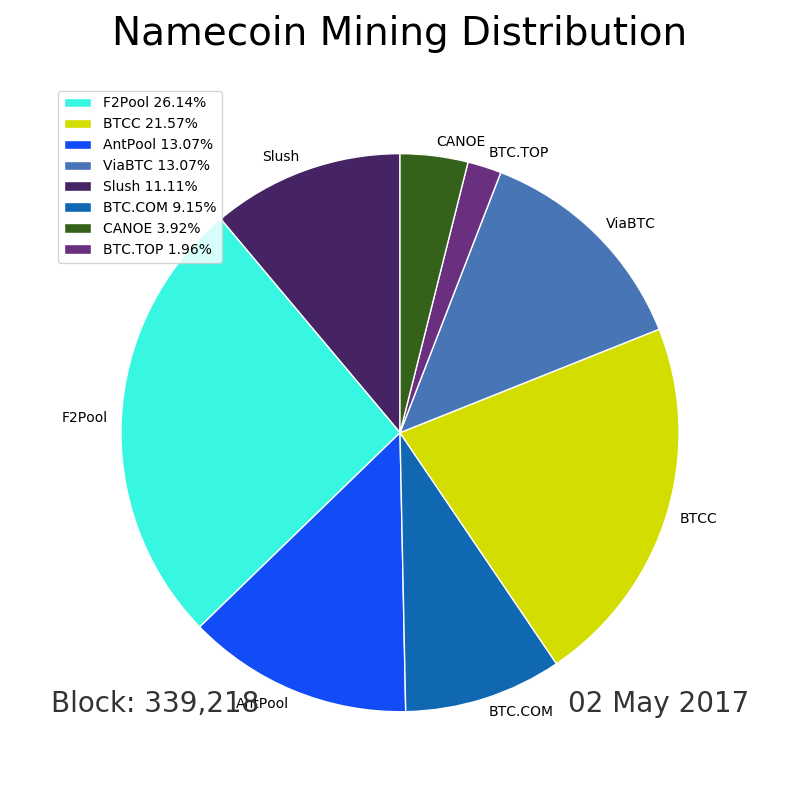 Namecoin Mining Distribution
F2Pool 26.14%
BTCC 21.57%
AntPool 13.07%
ViaBTC 13.07%
Slush 11.11%
BTC.COM 9.15%
CANOE 3.92%
BTC.TOP 1.96%
CANOE
BTC.TOP
Slush
ViaBTC
F2Pool
BTCC
AntPool
BTC.COM
Block: 339,218
02 May 2017